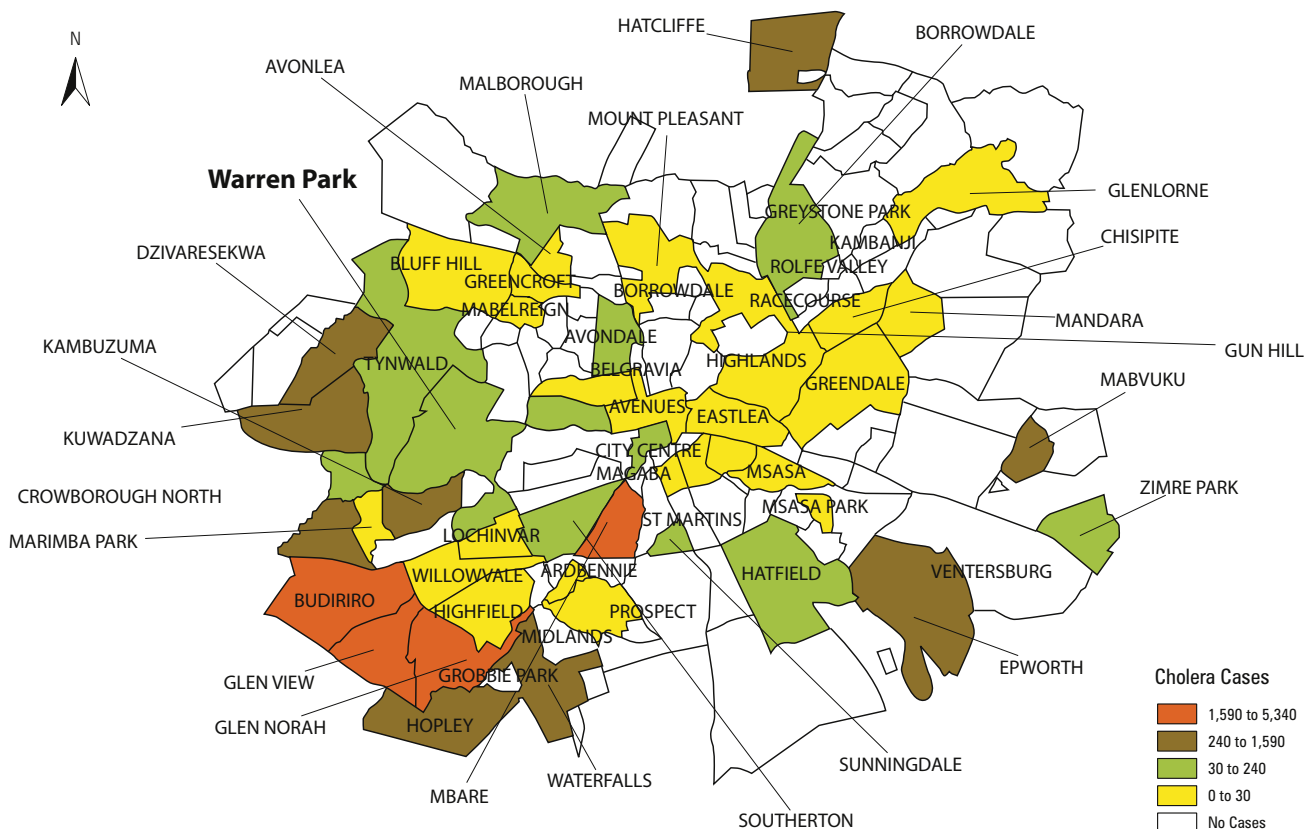 HATCLIFFE
BORROWDALE
N
AVONLEA
MALBOROUGH
MOUNT PLEASANT
Warren Park
GLENLORNE
GREYSTONE PARK
CHISIPITE
KAMBANJI
DZIVARESEKWA
BLUFF HILL
ROLFE VALLEY
GREENCROFT
BORROWDALE
RACECOURSE
MABELREIGN
MANDARA
KAMBUZUMA
AVONDALE
GUN HILL
TYNWALD
HIGHLANDS
BELGRAVIA
GREENDALE
MABVUKU
AVENUES
EASTLEA
KUWADZANA
CITY CENTRE
MAGABA
MSASA
ZIMRE PARK
CROWBOROUGH NORTH
MSASA PARK
ST MARTINS
LOCHINVAR
MARIMBA PARK
ARDBENNIE
HATFIELD
VENTERSBURG
WILLOWVALE
BUDIRIRO
HIGHFIELD
PROSPECT
MIDLANDS
EPWORTH
GROBBIE PARK
GLEN VIEW
Cholera Cases
GLEN NORAH
HOPLEY
1,590 to 5,340
240 to 1,590
SUNNINGDALE
WATERFALLS
30 to 240
MBARE
0 to 30
SOUTHERTON
No Cases